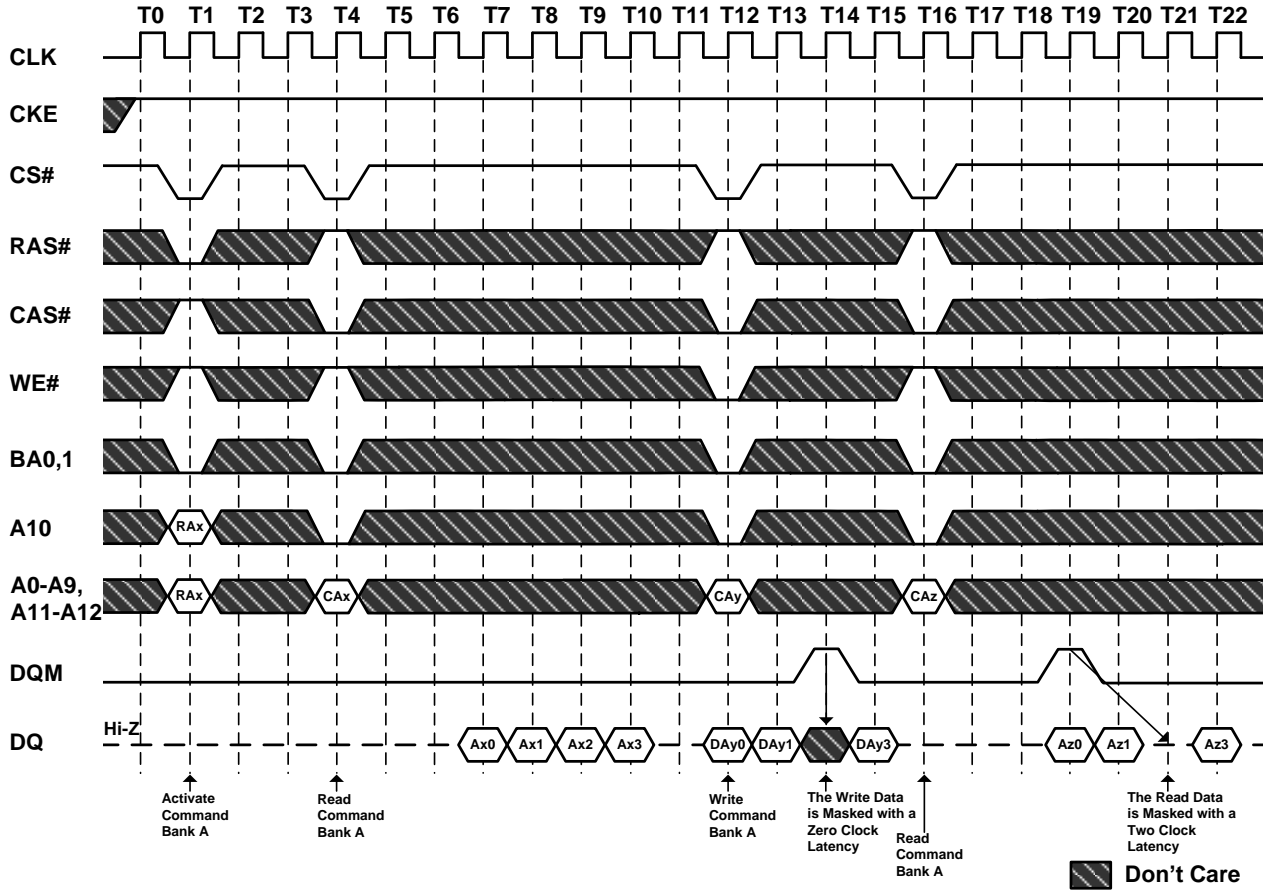 T0 T1 T2 T3 T4 T5 T6 T7 T8 T9 T10 T11 T12 T13 T14 T15 T16 T17 T18 T19 T20 T21 T22
CLK
CKE
CS#
RAS#
CAS#
WE#
BA0,1
A10 RAx
A0-A9,
A11-A12
RAx CAx CAy CAz
DQM
Hi-Z
DQ Ax0 Ax1 Ax2 Ax3 DAy0 DAy1 DAy3 Az0 Az1 Az3
Activate
Command
Bank A
Read
Command
Bank A
Write
Command
Bank A
The Write Data
is Masked with a
Zero Clock
Latency
Read
Command
Bank A
The Read Data
is Masked with a
Two Clock
Latency
Don't Care